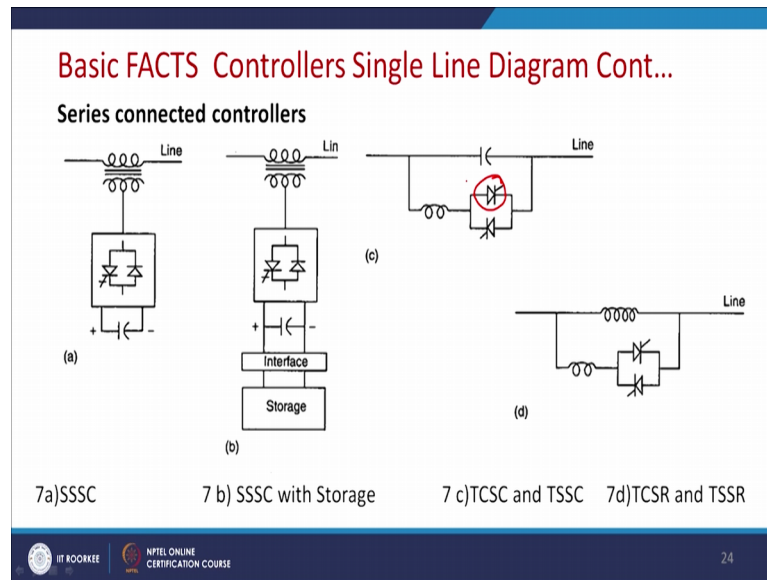 Basic FACTS Controllers Single Line Diagram Cont...
Series connected controllers
Line
Lin
Line
+
-
(a)
+
-
Interface
Storage
(b)
(c)
Line
(d)
7a)SSSC
7 b) SSSC with Storage
7 c)TCSC and TSSC
7d)TCSR and TSSR
IIT ROORKEE
NPTEL ONLINE
CERTIFICATION COURSE
24